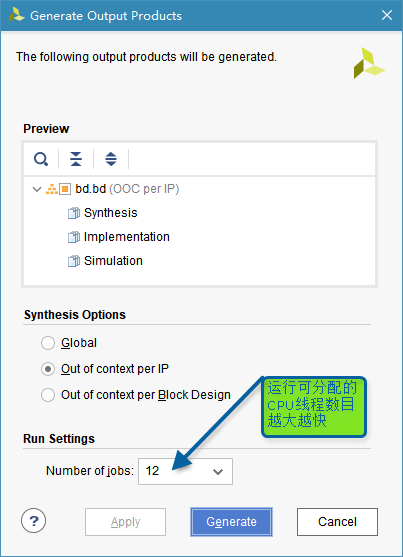 Generate Output Products
The following output products will be generated.
Preview
bd.bd (OOC per IP)
Synthesis
Implementation
Simulation
Synthesis Options
Global
Out of context per IP
Out of context per Block Design
运行可分配的
CPU线程数目
越大越快
Run Settings
Number of jobs: 12
? Apply Generate Cancel